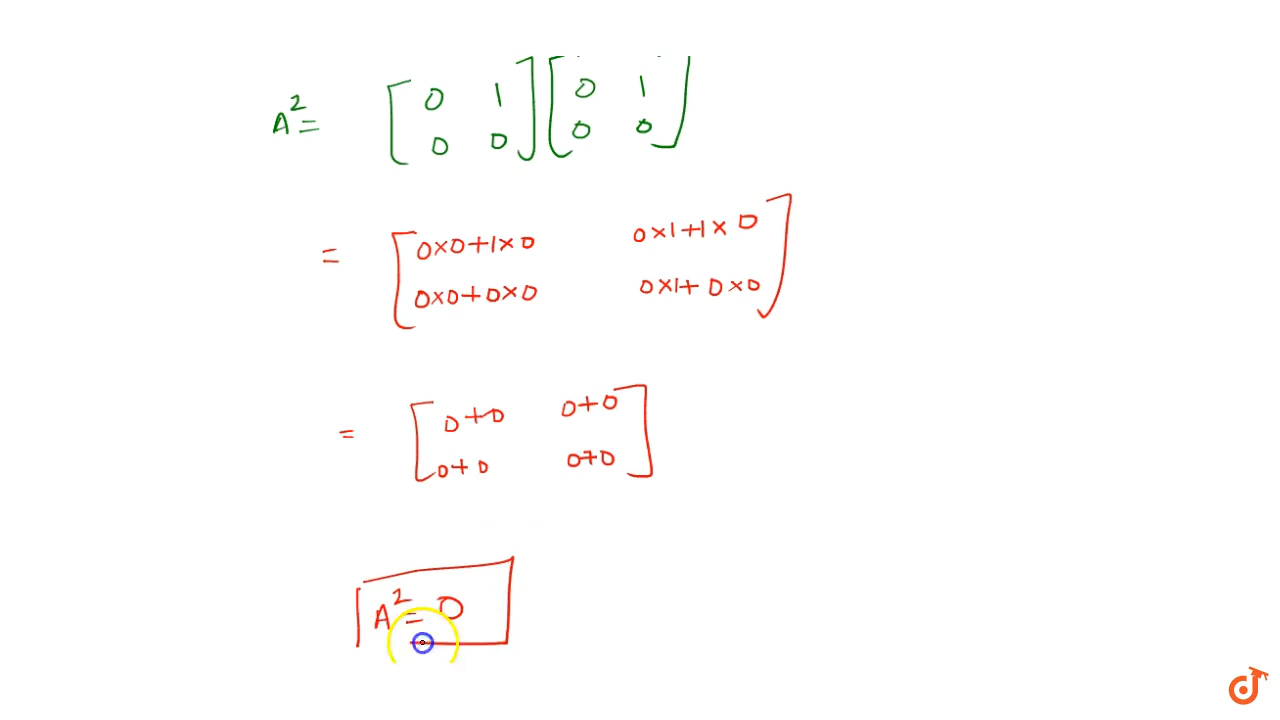 A² = [0 1] [0 1]
[0 0] [0 0]
= [0×0+1×0 0×1+1×0]
[0×0+0×0 0×1+0×0]
= [0+0 0+0]
[0+0 0+0]
A² = 0